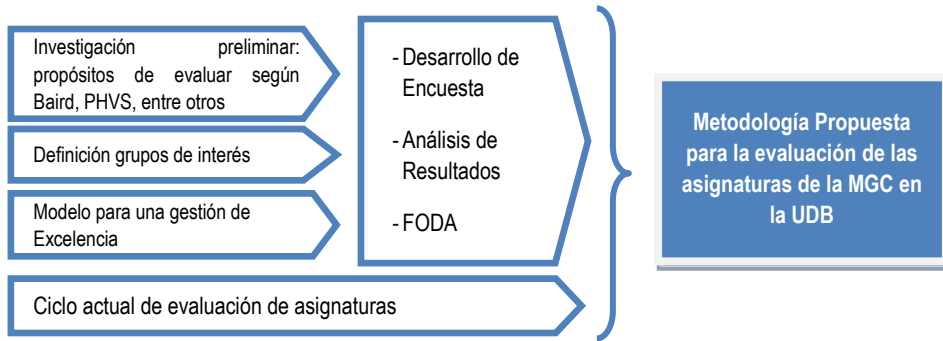 Investigación preliminar:
propósitos de evaluar según
Baird, PHVS, entre otros
Definición grupos de interés
Modelo para una gestión de
Excelencia
- Desarrollo de
Encuesta
- Análisis de
Resultados
- FODA
Ciclo actual de evaluación de asignaturas
Metodología Propuesta
para la evaluación de las
asignaturas de la MGC en
la UDB